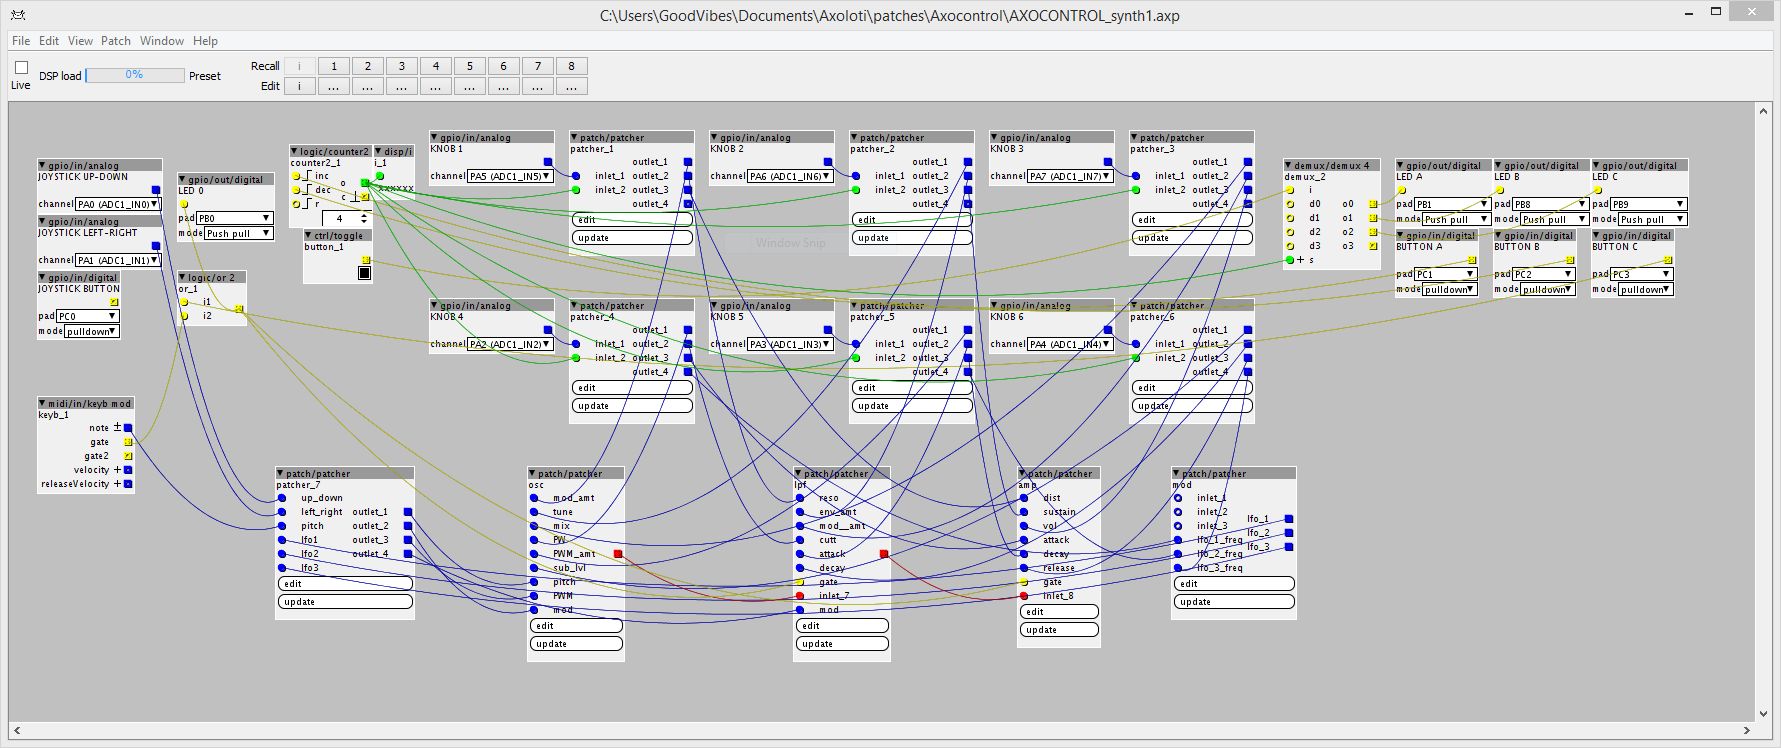 C:\Users\GoodVibes\Documents\Axoloti\patches\Axocontrol\AXOCONTROL_synth1.axp
File Edit View Patch Window Help
Live
DSP load 0% Preset
Recall i 1 2 3 4 5 6 7 8
Edit i ... ... ... ... ... ... ... ...
gpio/in/analog
JOYSTICK UP-DOWN
channel PA0 (ADC1_IN0)
gpio/in/analog
JOYSTICK LEFT-RIGHT
channel PA1 (ADC1_IN1)
gpio/in/digital
JOYSTICK BUTTON
pad PC0
mode pulldown
gpio/out/digital
LED 0
pad PB0
mode Push pull
logic/or 2
or_1
i1
i2
logic/counter2
counter2_1
inc o
dec c
r
4
disp/i
i_1
xxxxxx
ctrl/toggle
button_1
gpio/in/analog
KNOB 1
channel PA5 (ADC1_IN5)
patch/patcher
patcher_1
outlet_1
inlet_1 outlet_2
inlet_2 outlet_3
outlet_4
edit
update
gpio/in/analog
KNOB 2
channel PA6 (ADC1_IN6)
patch/patcher
patcher_2
outlet_1
inlet_1 outlet_2
inlet_2 outlet_3
outlet_4
edit
update
Window Snip
gpio/in/analog
KNOB 3
channel PA7 (ADC1_IN7)
patch/patcher
patcher_3
outlet_1
inlet_1 outlet_2
inlet_2 outlet_3
outlet_4
edit
update
demux/demux 4
demux_2
i
d0 o0
d1 o1
d2 o2
d3 o3
+ s
gpio/out/digital
LED A
pad PB1
mode Push pull
gpio/out/digital
LED B
pad PB8
mode Push pull
gpio/out/digital
LED C
pad PB9
mode Push pull
gpio/in/digital
BUTTON A
pad PC1
mode pulldown
gpio/in/digital
BUTTON B
pad PC2
mode pulldown
gpio/in/digital
BUTTON C
pad PC3
mode pulldown
gpio/in/analog
KNOB 4
channel PA2 (ADC1_IN2)
patch/patcher
patcher_4
outlet_1
inlet_1 outlet_2
inlet_2 outlet_3
outlet_4
edit
update
gpio/in/analog
KNOB 5
channel PA3 (ADC1_IN3)
patch/patcher
patcher_5
outlet_1
inlet_1 outlet_2
inlet_2 outlet_3
outlet_4
edit
update
gpio/in/analog
KNOB 6
channel PA4 (ADC1_IN4)
patch/patcher
patcher_6
outlet_1
inlet_1 outlet_2
inlet_2 outlet_3
outlet_4
edit
update
midi/in/keyb mod
keyb_1
note ±
gate
gate2
velocity +
releaseVelocity +
patch/patcher
patcher_7
up_down
left_right outlet_1
pitch outlet_2
lfo1 outlet_3
lfo2 outlet_4
lfo3
edit
update
patch/patcher
osc
mod_amt
tune
mix
PW
PWM_amt
sub_lvl
pitch
PWM
mod
edit
update
patch/patcher
lpf
reso
env_amt
mod__amt
cutt
attack
decay
gate
inlet_7
mod
edit
update
patch/patcher
amp
dist
sustain
vol
attack
decay
release
gate
inlet_8
edit
update
patch/patcher
mod
inlet_1
inlet_2 lfo_1
inlet_3 lfo_2
lfo_1_freq lfo_3
lfo_2_freq
lfo_3_freq
edit
update